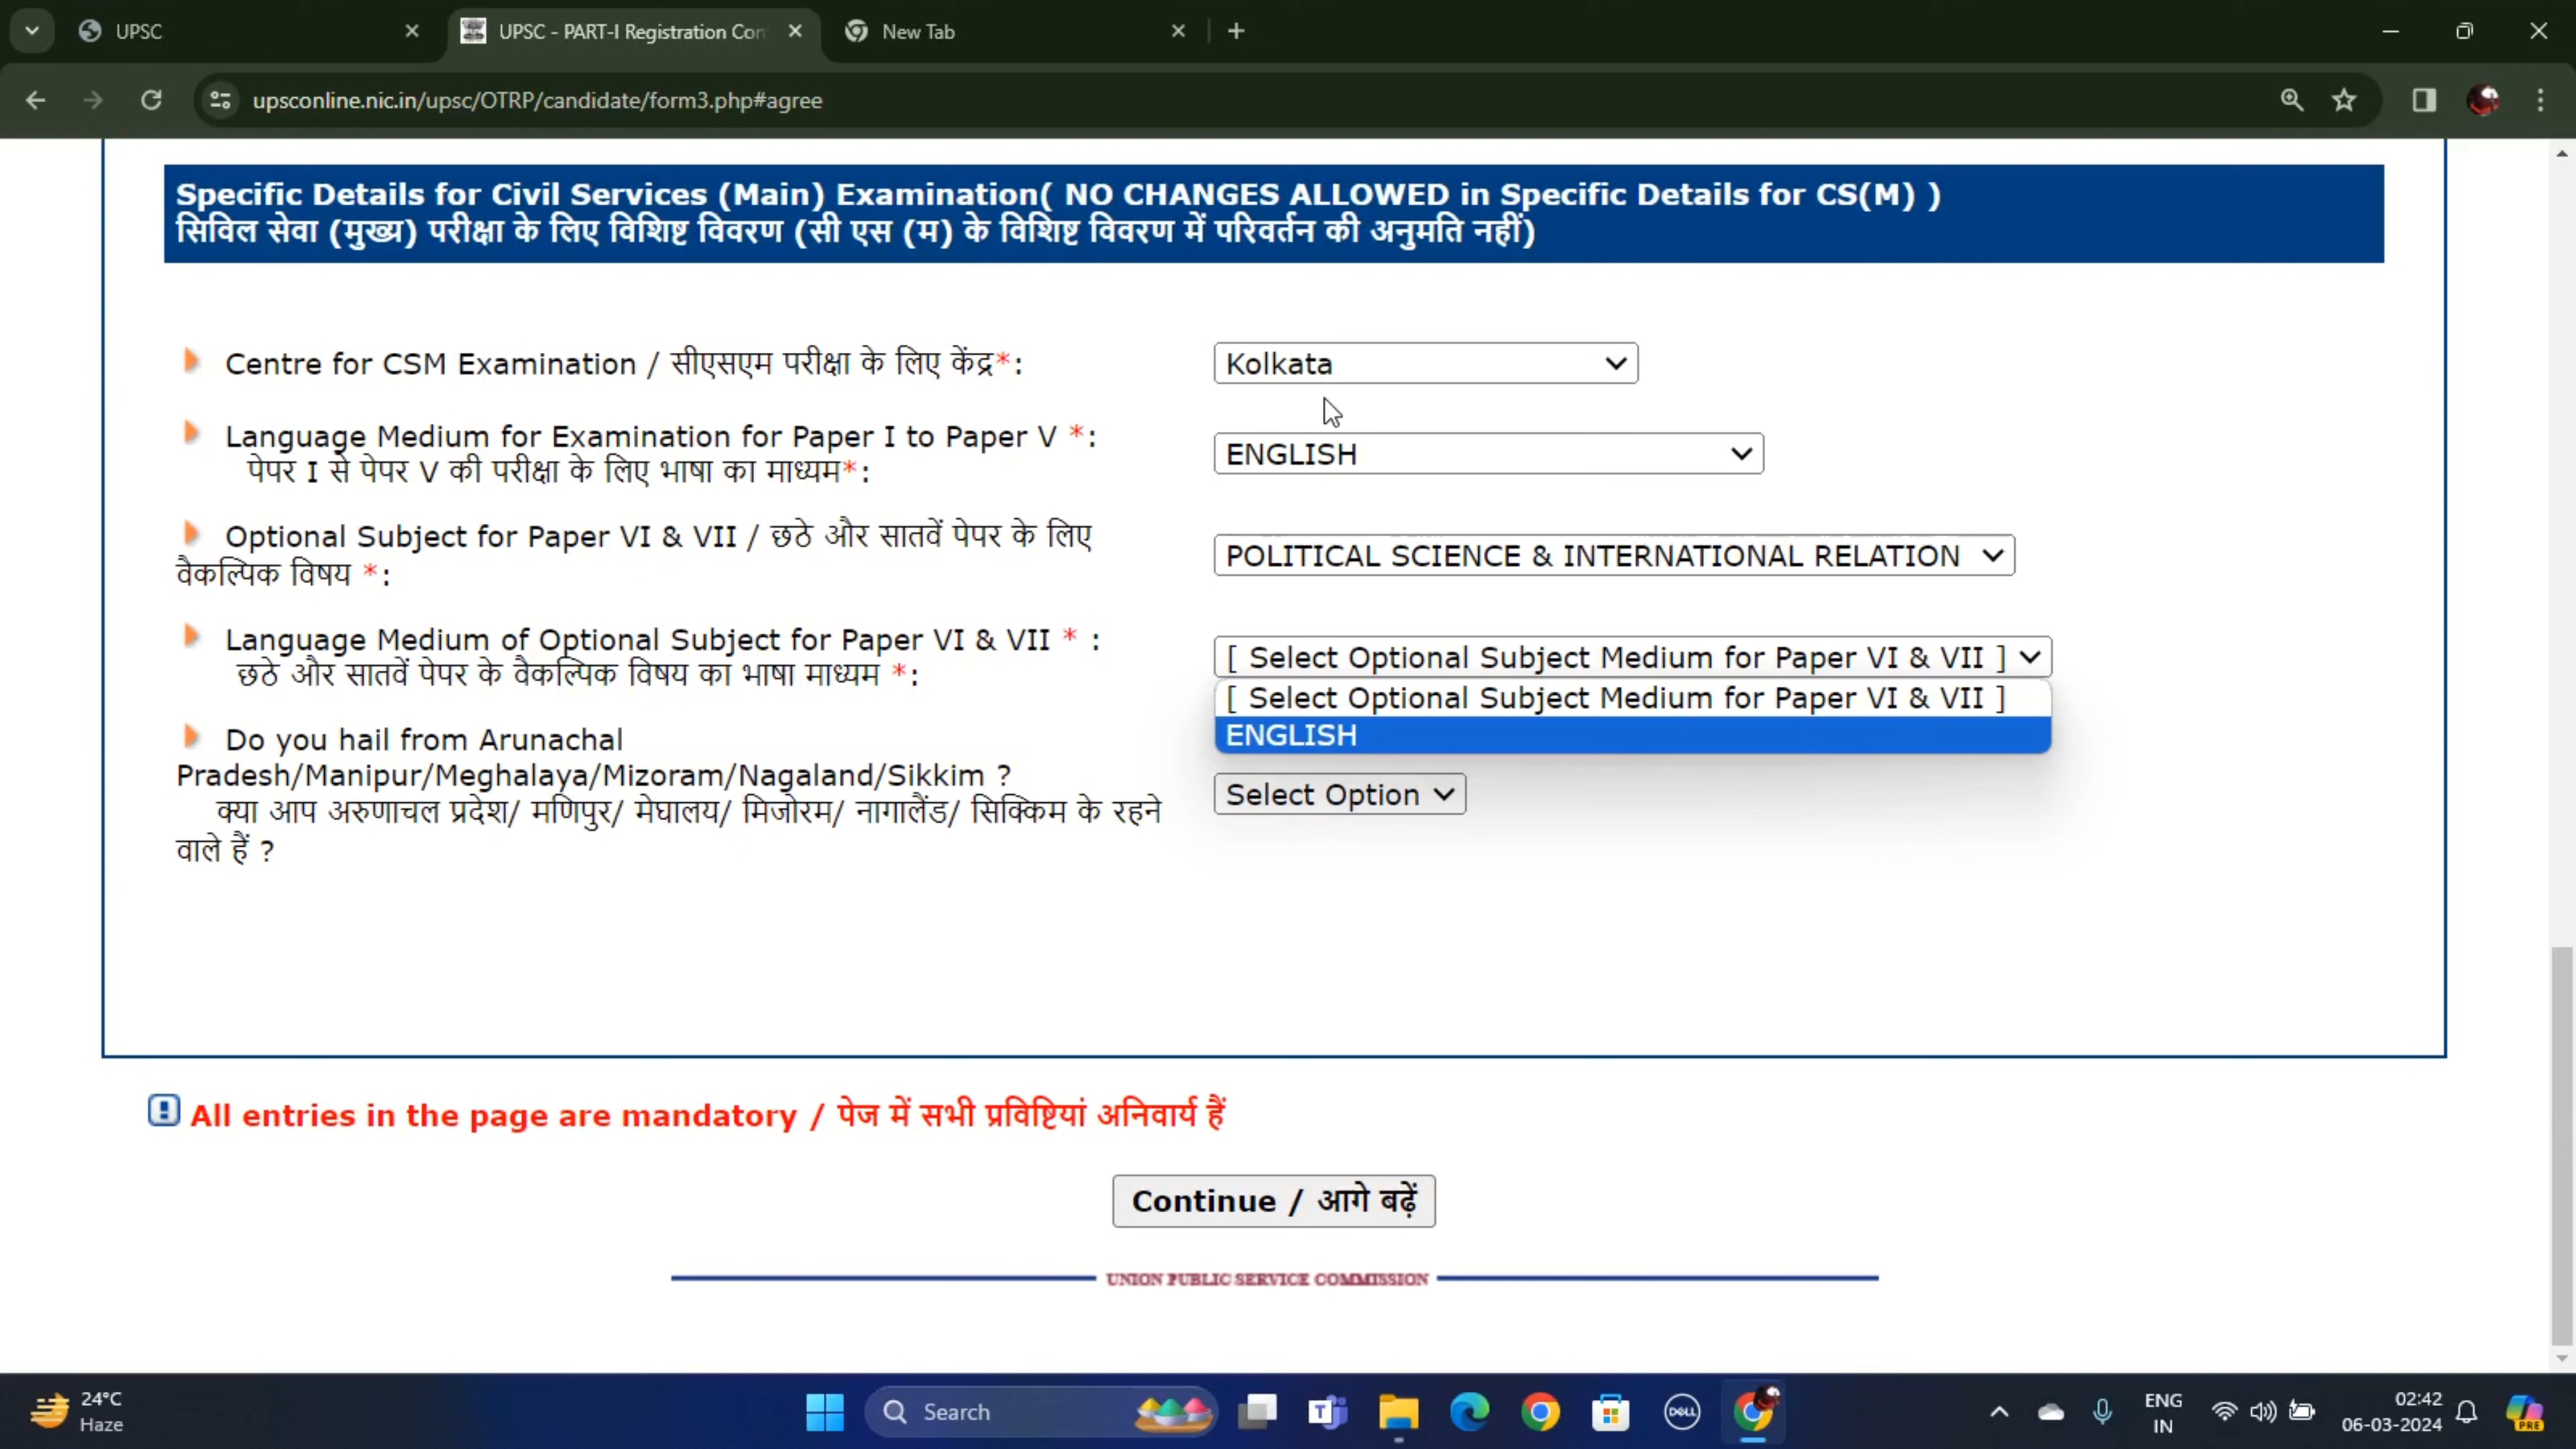 UPSC
UPSC - PART-I Registration Con
New Tab
upsconline.nic.in/upsc/OTRP/candidate/form3.php#agree
Specific Details for Civil Services (Main) Examination( NO CHANGES ALLOWED in Specific Details for CS(M) )
सिविल सेवा (मुख्य) परीक्षा के लिए विशिष्ट विवरण (सी एस (म) के विशिष्ट विवरण में परिवर्तन की अनुमति नहीं)
Centre for CSM Examination / सीएसएम परीक्षा के लिए केंद्र*:
Kolkata
Language Medium for Examination for Paper I to Paper V *:
पेपर I से पेपर V की परीक्षा के लिए भाषा का माध्यम*:
ENGLISH
Optional Subject for Paper VI & VII / छठे और सातवें पेपर के लिए
वैकल्पिक विषय *:
POLITICAL SCIENCE & INTERNATIONAL RELATION
Language Medium of Optional Subject for Paper VI & VII * :
छठे और सातवें पेपर के वैकल्पिक विषय का भाषा माध्यम *:
[ Select Optional Subject Medium for Paper VI & VII ]
[ Select Optional Subject Medium for Paper VI & VII ]
ENGLISH
Do you hail from Arunachal
Pradesh/Manipur/Meghalaya/Mizoram/Nagaland/Sikkim ?
क्या आप अरुणाचल प्रदेश/ मणिपुर/ मेघालय/ मिजोरम/ नागालैंड/ सिक्किम के रहने
वाले हैं ?
Select Option
All entries in the page are mandatory / पेज में सभी प्रविष्टियां अनिवार्य हैं
Continue / आगे बढ़ें
UNION PUBLIC SERVICE COMMISSION
24°C
Haze
Search
T
DELL
ENG
IN
02:42
06-03-2024
PRE